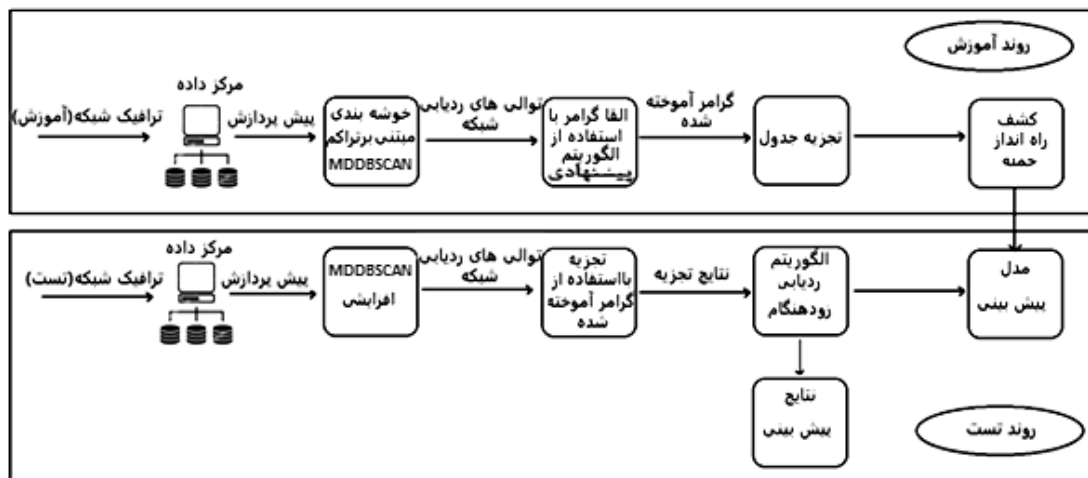 روند آموزش
ترافیک شبکه(آموزش)
مرکز داده
پیش پردازش
خوشه بندی
مبتنی برتراکم
MDDBSCAN
توالی های ردیابی
شبکه
القا گرامر با
استفاده از
الگوریتم
پیشنهادی
گرامر آموخته
شده
تجزیه جدول
کشف
راه انداز
حمنه
ترافیک شبکه(تست)
مرکز داده
پیش پردازش
MDDBSCAN
افزایشی
توالی های ردیابی
شبکه
تجزیه
بااستفاده از
گرامر آموخته
شده
نتایج تجزیه
الگوریتم
ردیابی
زودهنگام
مدل
پیش بینی
نتایج
پیش بینی
روند تست